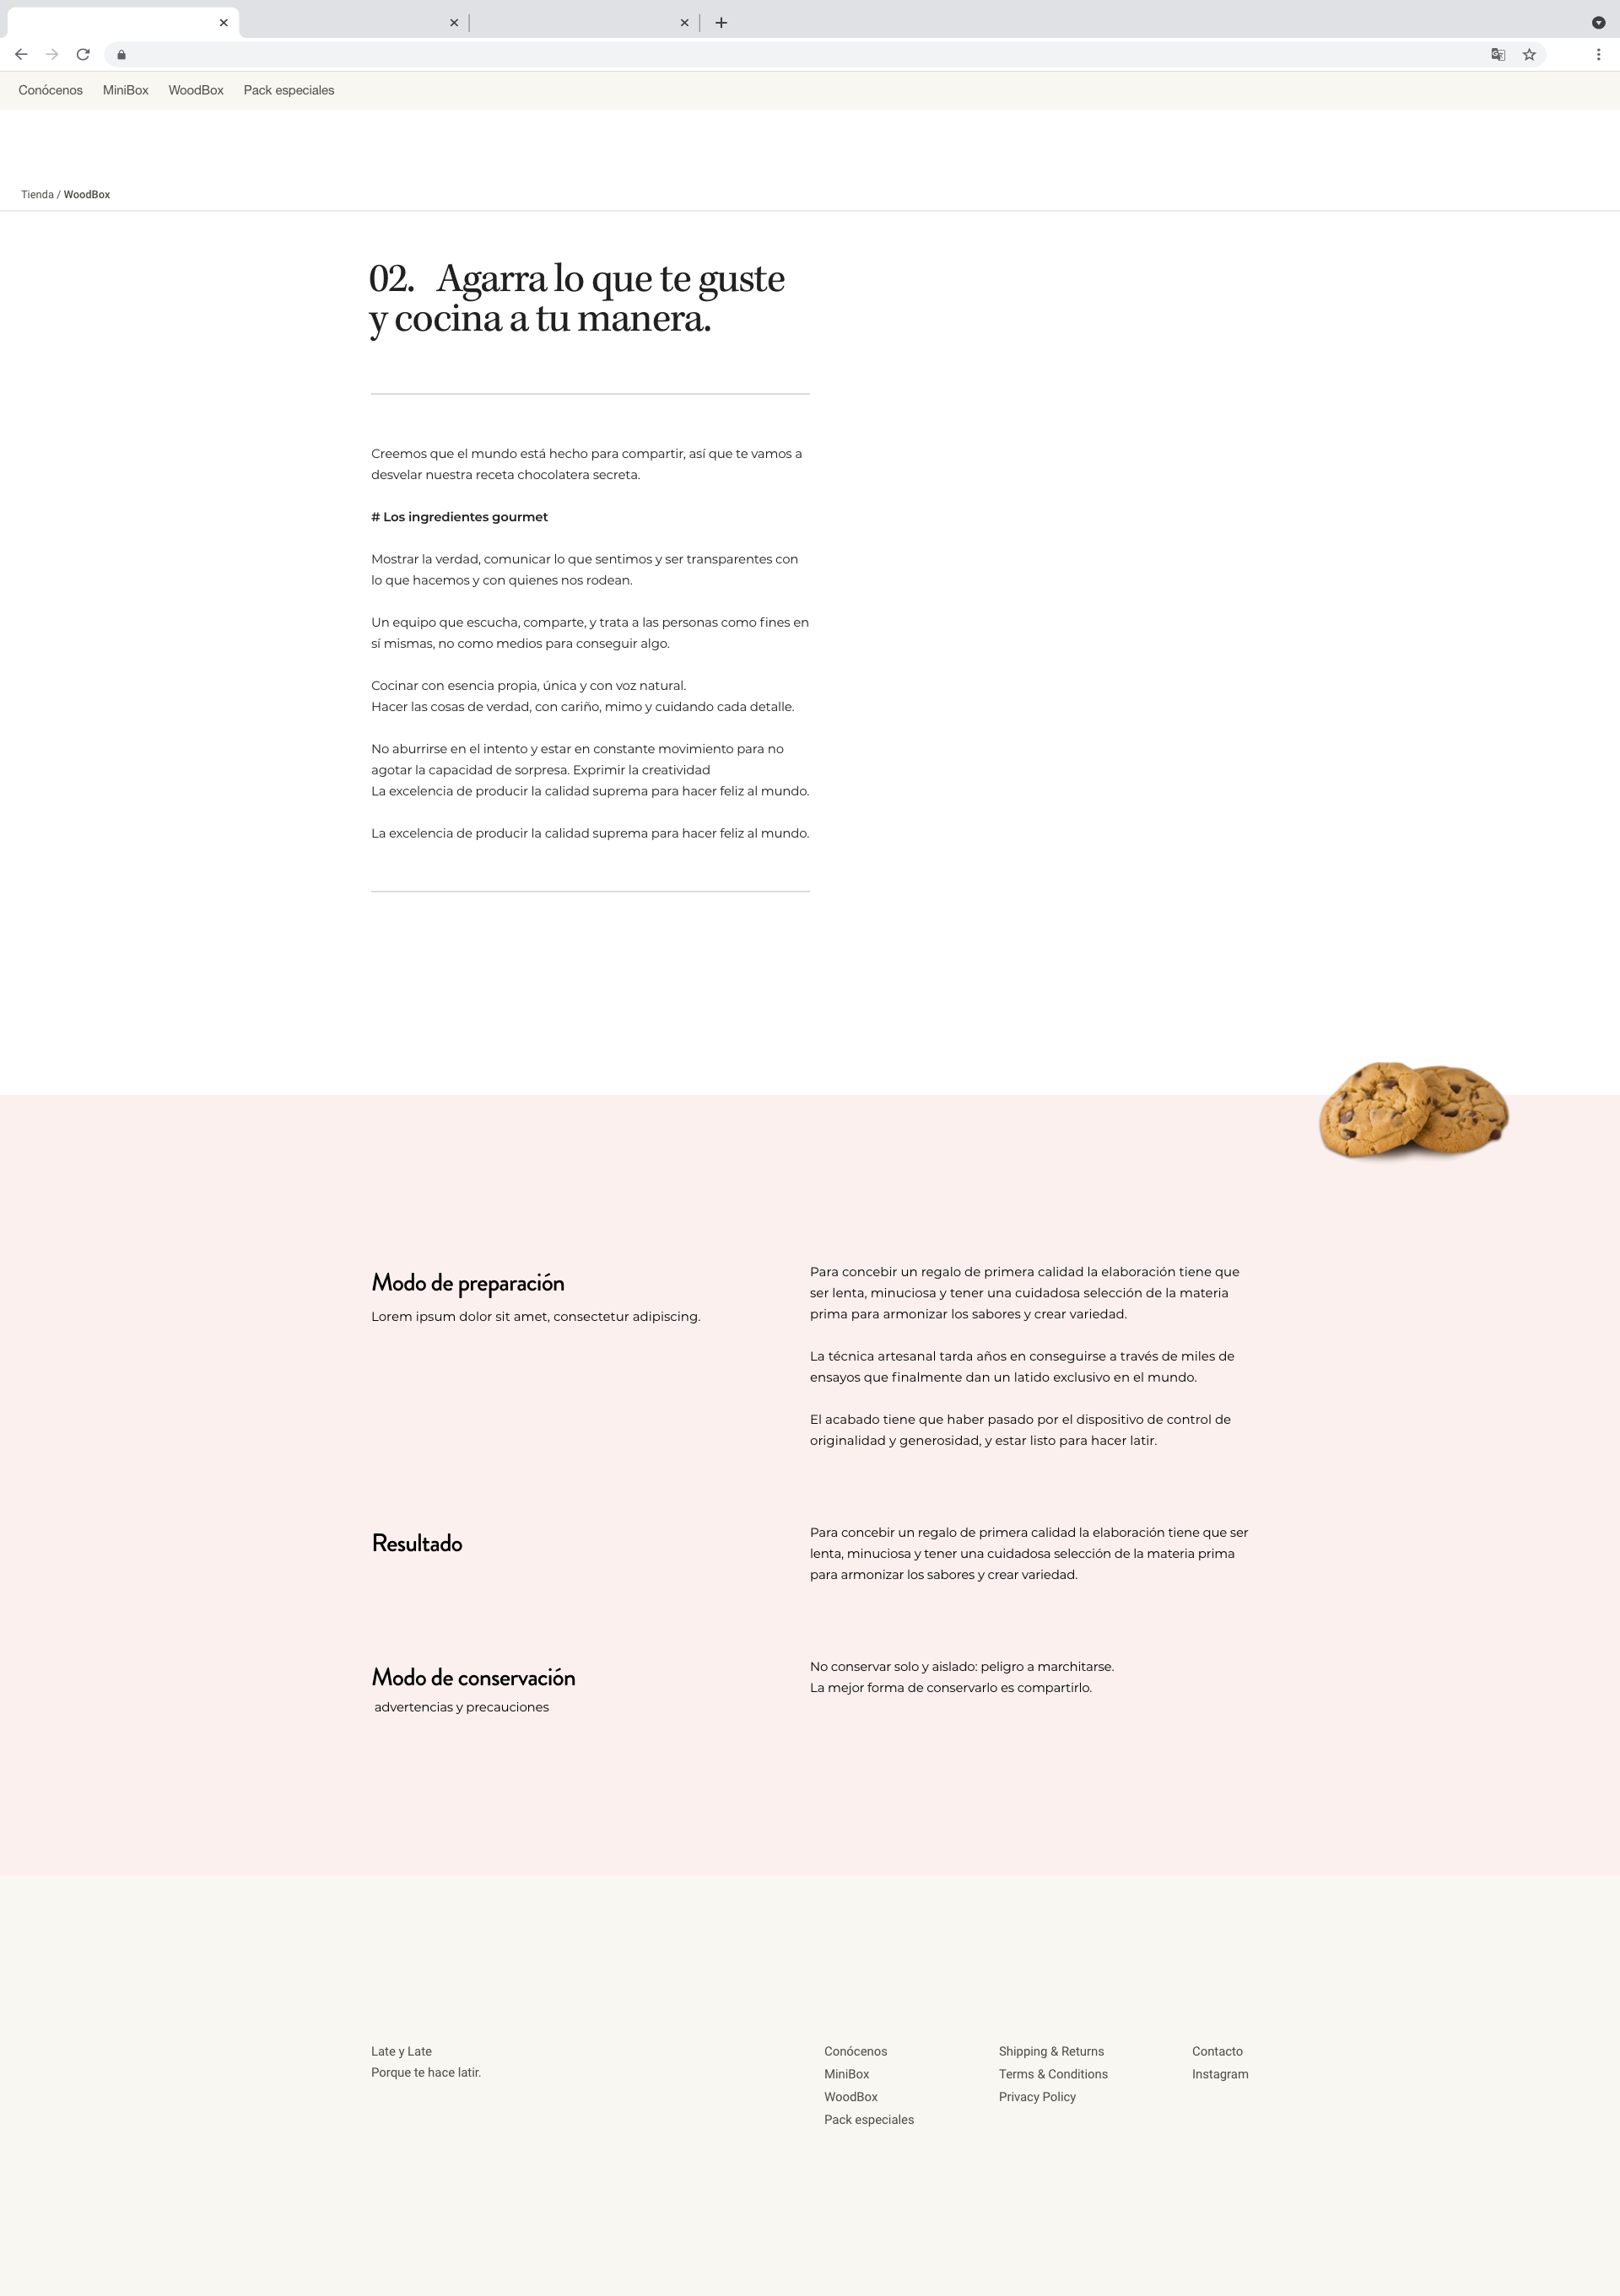 Conócenos MiniBox WoodBox Pack especiales
Tienda / WoodBox
02. Agarra lo que te guste
y cocina a tu manera.
Creemos que el mundo está hecho para compartir, así que te vamos a
desvelar nuestra receta chocolatera secreta.
# Los ingredientes gourmet
Mostrar la verdad, comunicar lo que sentimos y ser transparentes con
lo que hacemos y con quienes nos rodean.
Un equipo que escucha, comparte, y trata a las personas como fines en
sí mismas, no como medios para conseguir algo.
Cocinar con esencia propia, única y con voz natural.
Hacer las cosas de verdad, con cariño, mimo y cuidando cada detalle.
No aburrirse en el intento y estar en constante movimiento para no
agotar la capacidad de sorpresa. Exprimir la creatividad
La excelencia de producir la calidad suprema para hacer feliz al mundo.
La excelencia de producir la calidad suprema para hacer feliz al mundo.
Modo de preparación
Lorem ipsum dolor sit amet, consectetur adipiscing.
Para concebir un regalo de primera calidad la elaboración tiene que
ser lenta, minuciosa y tener una cuidadosa selección de la materia
prima para armonizar los sabores y crear variedad.
La técnica artesanal tarda años en conseguirse a través de miles de
ensayos que finalmente dan un latido exclusivo en el mundo.
El acabado tiene que haber pasado por el dispositivo de control de
originalidad y generosidad, y estar listo para hacer latir.
Resultado
Para concebir un regalo de primera calidad la elaboración tiene que ser
lenta, minuciosa y tener una cuidadosa selección de la materia prima
para armonizar los sabores y crear variedad.
Modo de conservación
advertencias y precauciones
No conservar solo y aislado: peligro a marchitarse.
La mejor forma de conservarlo es compartirlo.
Late y Late
Porque te hace latir.
Conócenos
MiniBox
WoodBox
Pack especiales
Shipping & Returns
Terms & Conditions
Privacy Policy
Contacto
Instagram